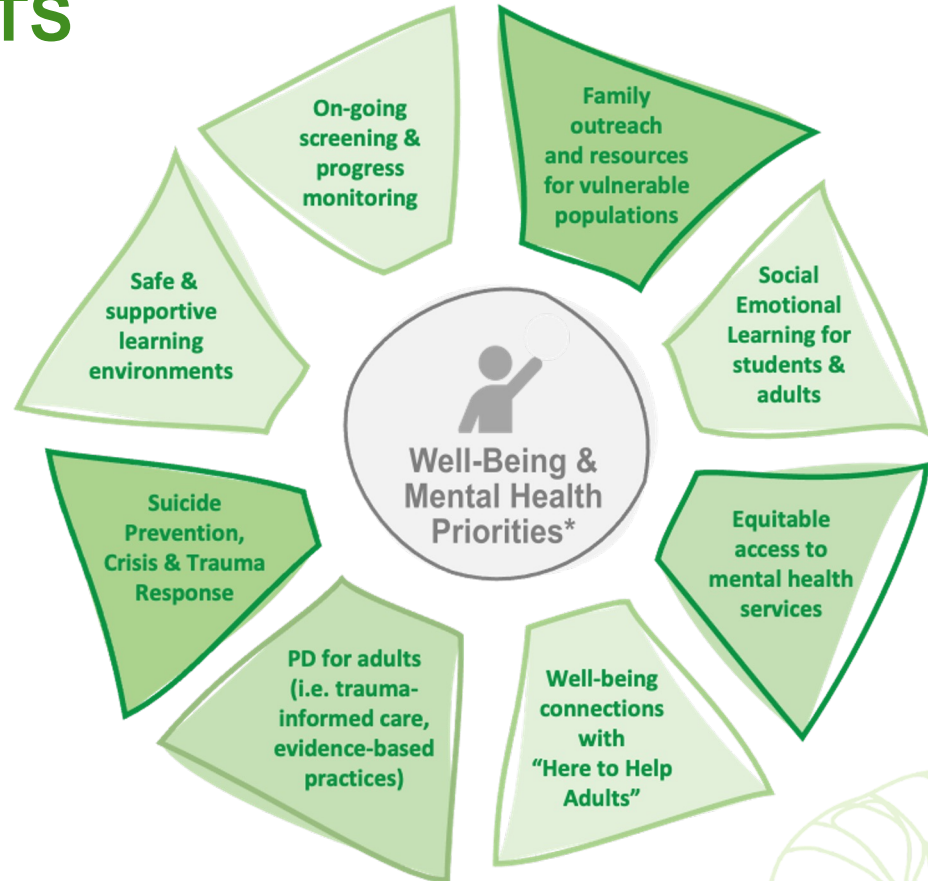 TS
On-going
screening &
progress
monitoring
Family
outreach
and resources
for vulnerable
populations
Social
Emotional
Learning for
students &
adults
Equitable
access to
mental health
services
Well-being
connections
with
“Here to Help
Adults”
PD for adults
(i.e. trauma-
informed care,
evidence-based
practices)
Suicide
Prevention,
Crisis & Trauma
Response
Safe &
supportive
learning
environments
Well-Being &
Mental Health
Priorities*